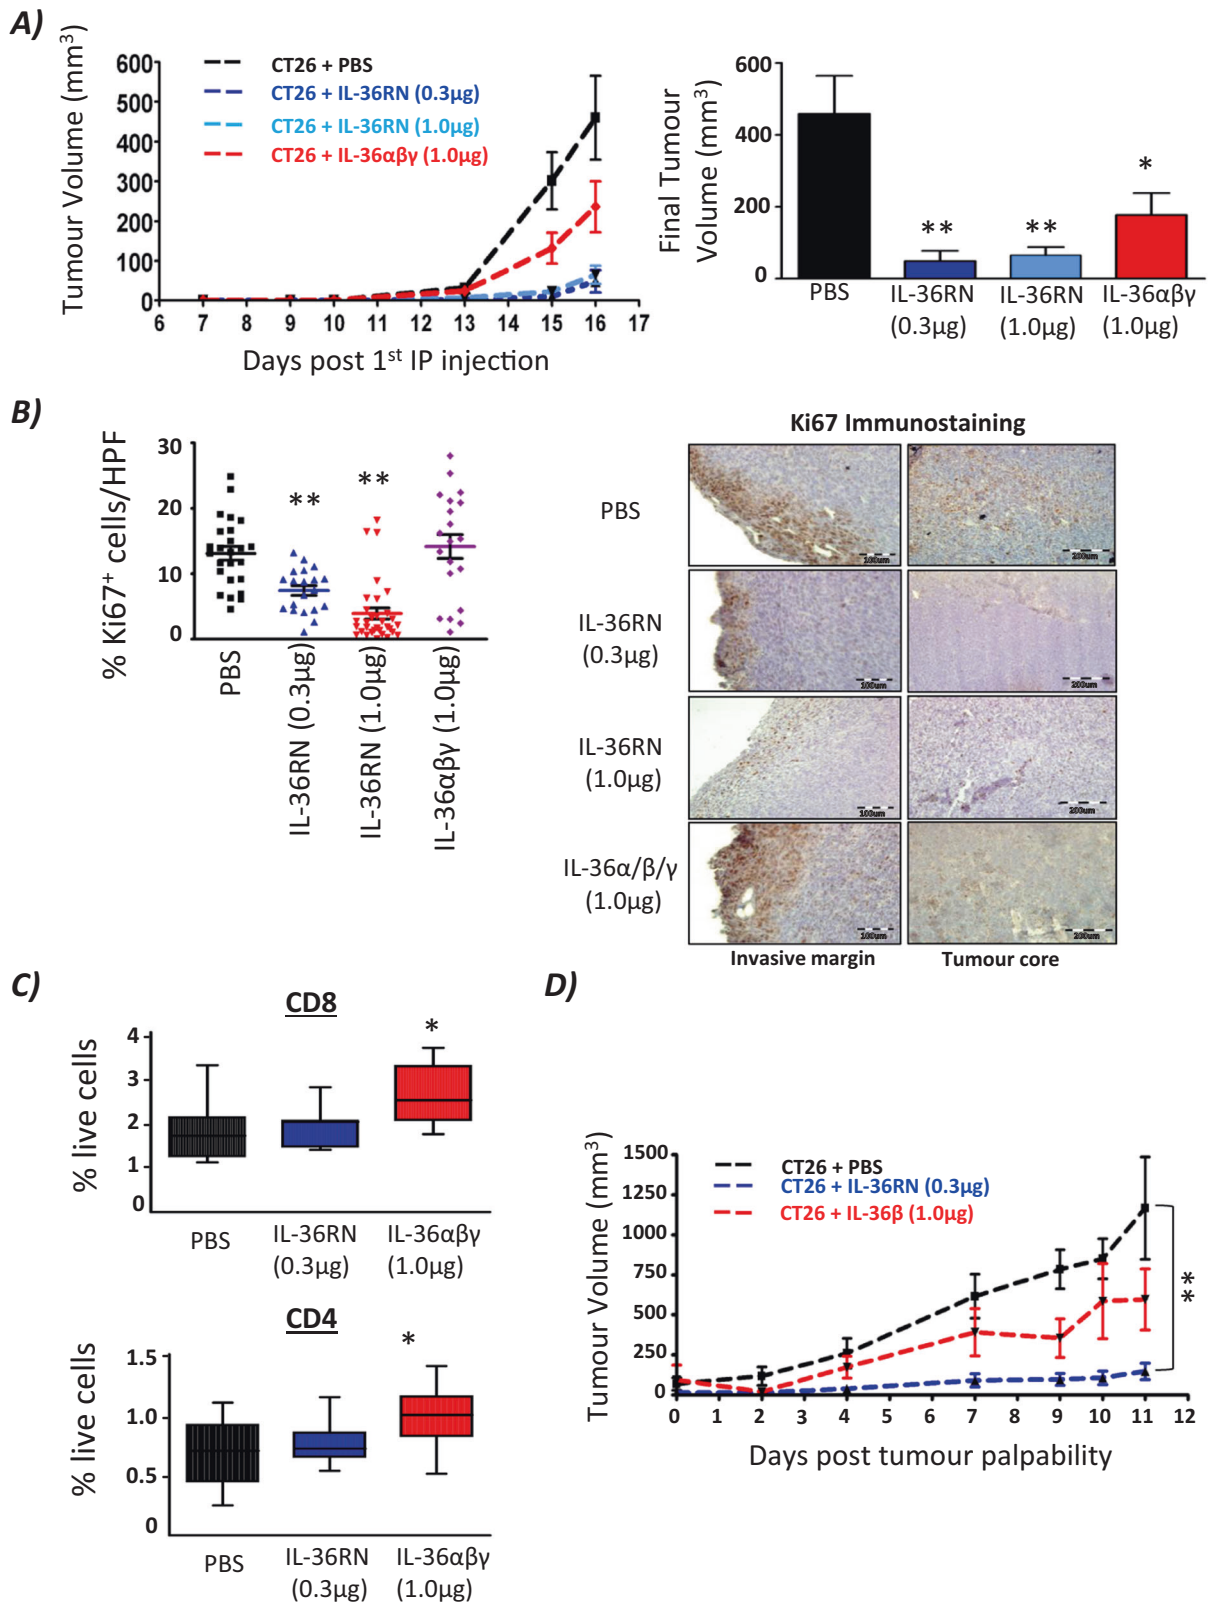 A)
Tumour Volume (mm³)
600
500
400
300
200
100
0
6 7 8 9 10 11 12 13 14 15 16 17
Days post 1st IP injection
CT26 + PBS
CT26 + IL-36RN (0.3µg)
CT26 + IL-36RN (1.0µg)
CT26 + IL-36αβγ (1.0µg)
Final Tumour
Volume (mm³)
600
400
200
0
** ** *
PBS IL-36RN IL-36RN IL-36αβγ
(0.3µg) (1.0µg) (1.0µg)
B)
% Ki67⁺ cells/HPF
30
20
10
0
** **
PBS
IL-36RN (0.3µg)
IL-36RN (1.0µg)
IL-36αβγ (1.0µg)
Ki67 Immunostaining
PBS
100um 200um
IL-36RN
(0.3µg)
100um 200um
IL-36RN
(1.0µg)
100um 200um
IL-36α/β/γ
(1.0µg)
100um 200um
Invasive margin Tumour core
C)
CD8
% live cells
4
3
2
1
0
*
PBS IL-36RN IL-36αβγ
(0.3µg) (1.0µg)
CD4
% live cells
1.5
1.0
0.5
0
*
PBS IL-36RN IL-36αβγ
(0.3µg) (1.0µg)
D)
Tumour Volume (mm³)
1500
1250
1000
750
500
250
0
CT26 + PBS
CT26 + IL-36RN (0.3µg)
CT26 + IL-36β (1.0µg)
**
0 1 2 3 4 5 6 7 8 9 10 11 12
Days post tumour palpability